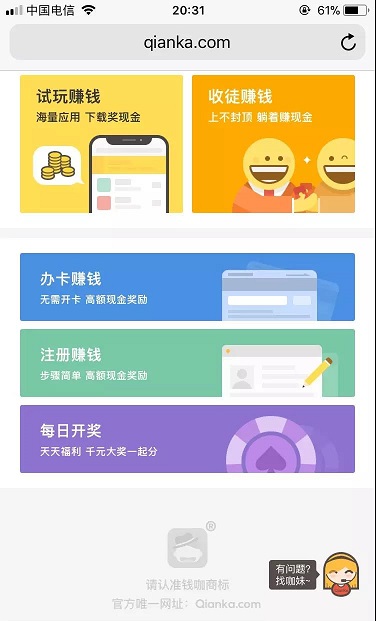 中国电信
20:31
61%
qianka.com
试玩赚钱
海量应用 下载奖现金
收徒赚钱
上不封顶 躺着赚现金
办卡赚钱
无需开卡 高额现金奖励
注册赚钱
步骤简单 高额现金奖励
每日开奖
天天福利 千元大奖一起分
®
请认准钱咖商标
官方唯一网址：Qianka.com
有问题?
找咖妹~